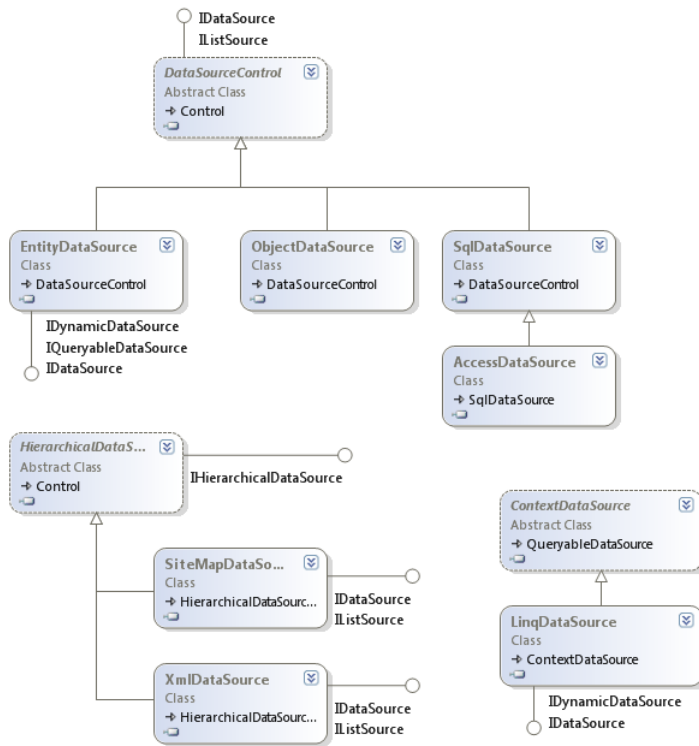 IDataSource
IListSource
DataSourceControl
Abstract Class
Control
EntityDataSource
Class
DataSourceControl
IDynamicDataSource
IQueryableDataSource
IDataSource
ObjectDataSource
Class
DataSourceControl
SqlDataSource
Class
DataSourceControl
AccessDataSource
Class
SqlDataSource
HierarchicalDataS...
Abstract Class
Control
IHierarchicalDataSource
SiteMapDataSo...
Class
HierarchicalDataSourc...
IDataSource
IListSource
XmlDataSource
Class
HierarchicalDataSourc...
IDataSource
IListSource
ContextDataSource
Abstract Class
QueryableDataSource
LinqDataSource
Class
ContextDataSource
IDynamicDataSource
IDataSource